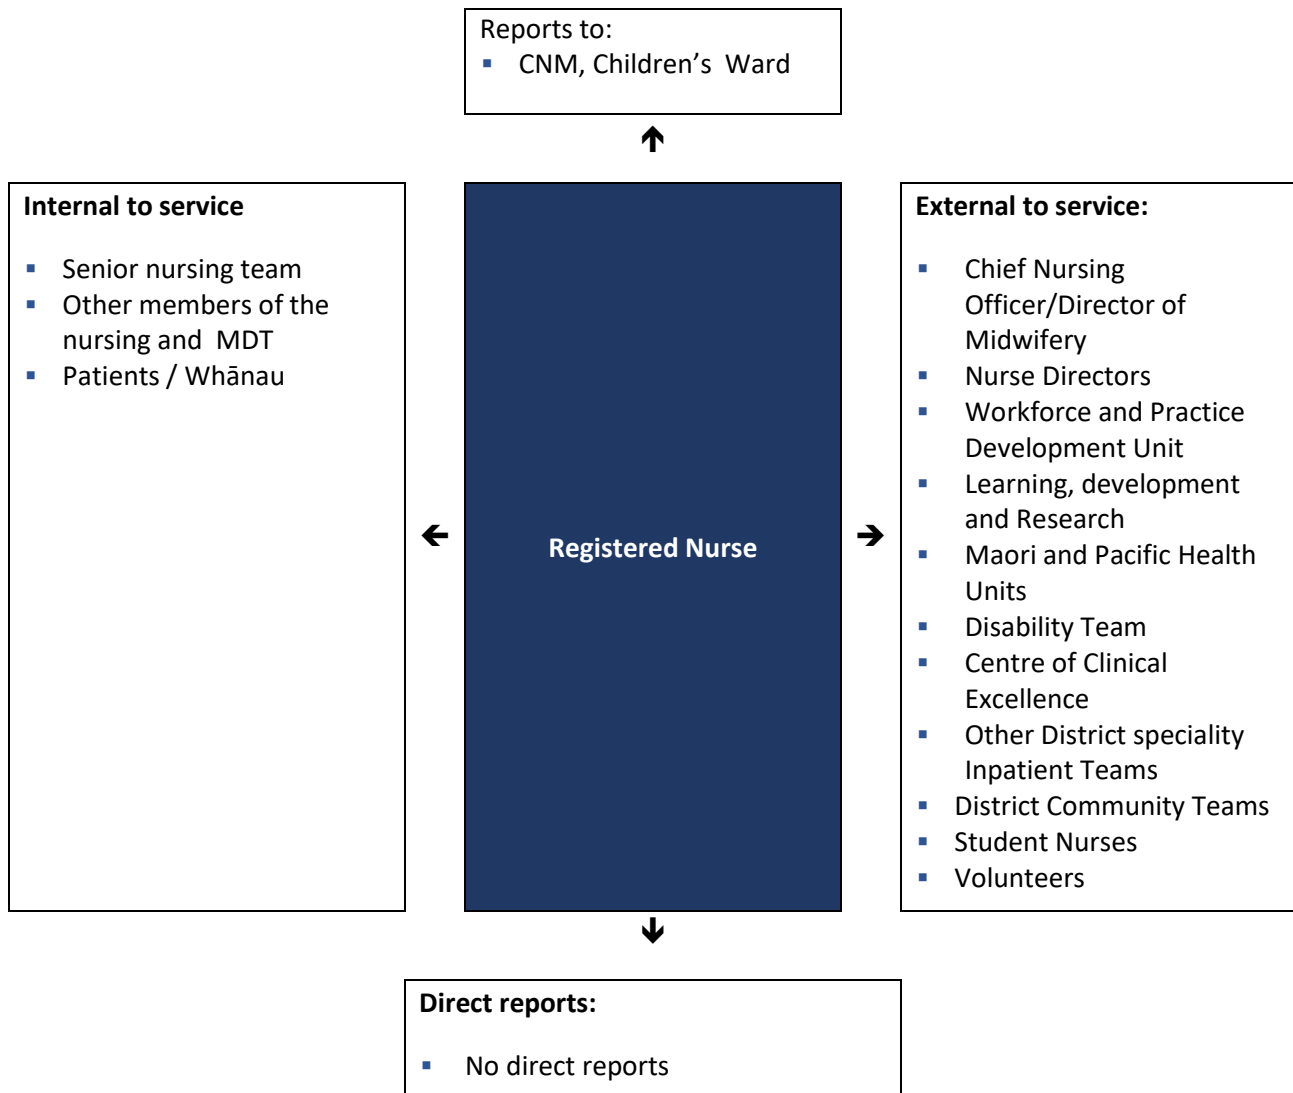 Reports to:
▪ CNM, Children’s  Ward
Internal to service
▪ Senior nursing team
▪ Other members of the
nursing and  MDT
▪ Patients / Whānau
Registered Nurse
External to service:
▪ Chief Nursing
Officer/Director of
Midwifery
▪ Nurse Directors
▪ Workforce and Practice
Development Unit
▪ Learning, development
and Research
▪ Maori and Pacific Health
Units
▪ Disability Team
▪ Centre of Clinical
Excellence
▪ Other District speciality
Inpatient Teams
▪ District Community Teams
▪ Student Nurses
▪ Volunteers
Direct reports:
▪ No direct reports